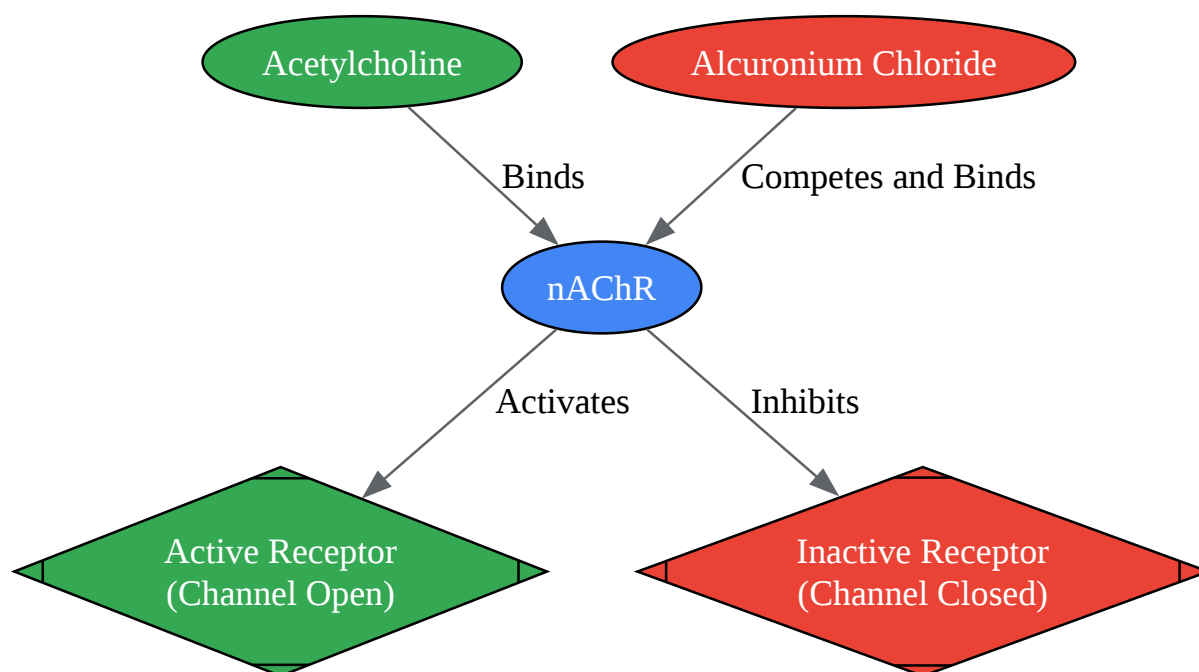 Acetylcholine
Alcuronium Chloride
Binds
Competes and Binds
nAChR
Activates
Inhibits
Active Receptor
(Channel Open)
Inactive Receptor
(Channel Closed)